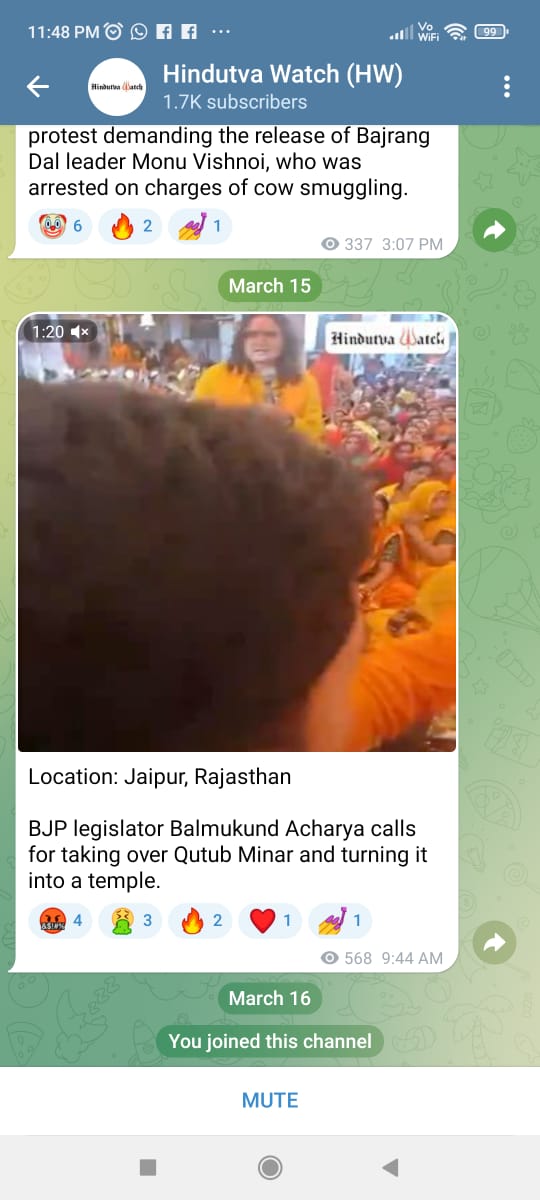 11:48 PM ...
Vo
WiFi
99
Hindutva Watch
Hindutva Watch (HW)
1.7K subscribers
protest demanding the release of Bajrang
Dal leader Monu Vishnoi, who was
arrested on charges of cow smuggling.
🤡 6 🔥 2 💅 1
337 3:07 PM
March 15
1:20
Hindutva Watch
Location: Jaipur, Rajasthan
BJP legislator Balmukund Acharya calls
for taking over Qutub Minar and turning it
into a temple.
🤬 4 🤮 3 🔥 2 ❤️ 1 💅 1
568 9:44 AM
March 16
You joined this channel
MUTE